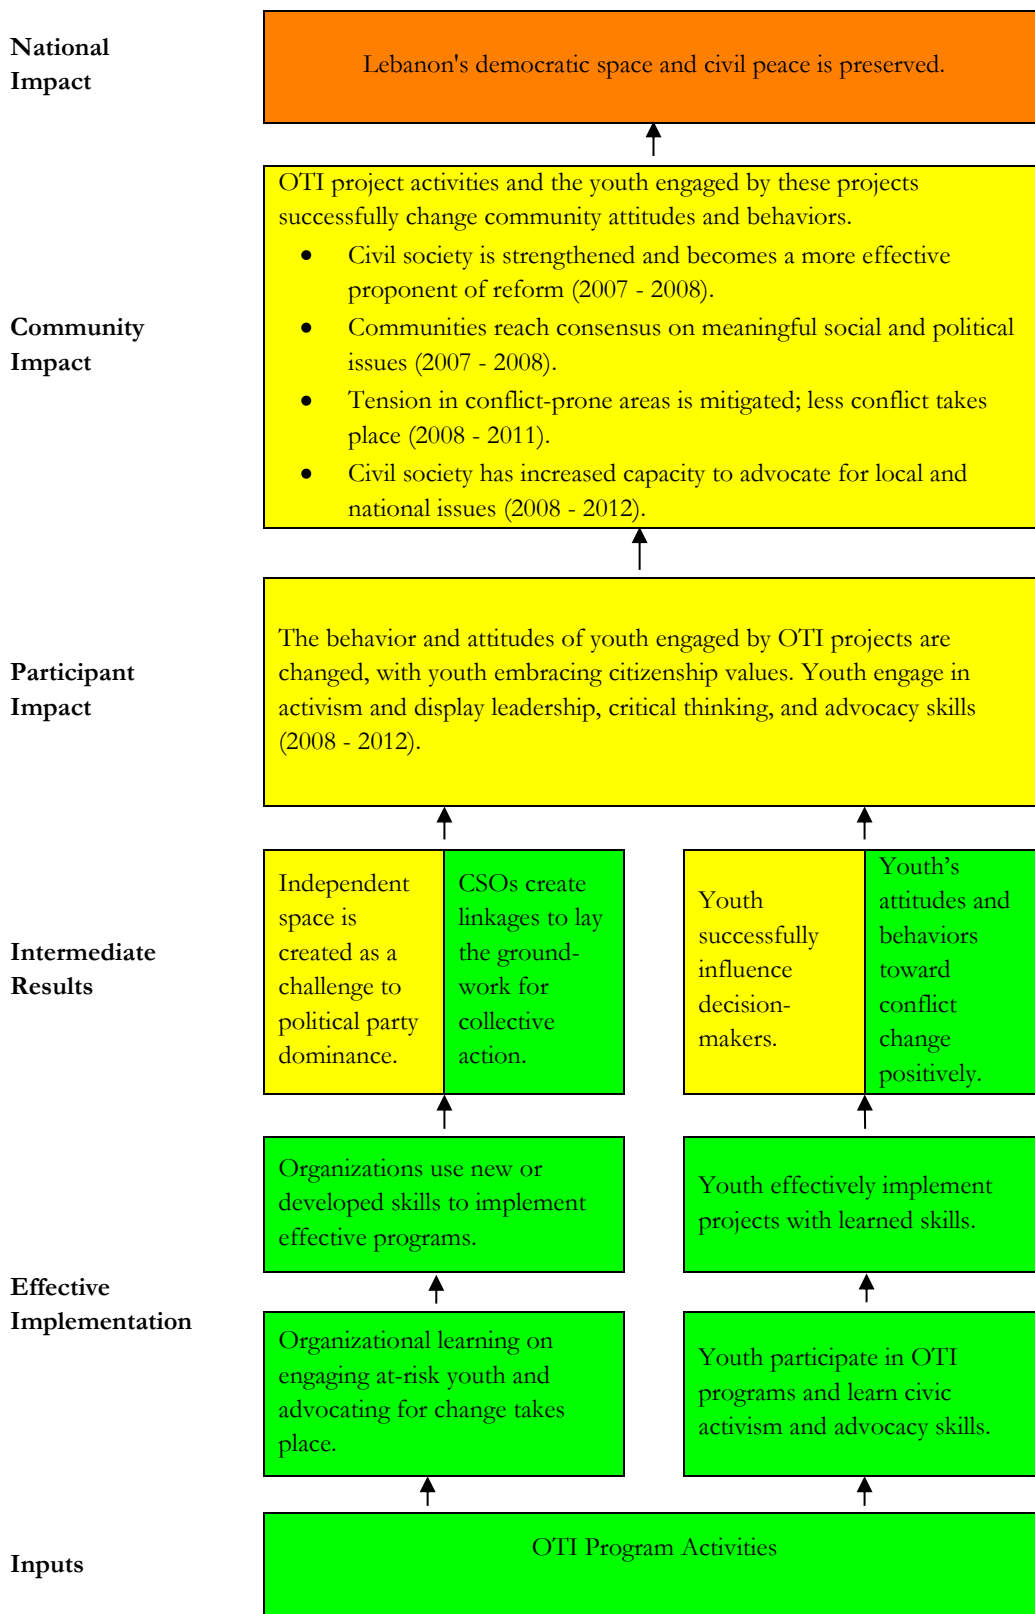 National
Impact
Lebanon's democratic space and civil peace is preserved.
OTI project activities and the youth engaged by these projects
successfully change community attitudes and behaviors.
• Civil society is strengthened and becomes a more effective
proponent of reform (2007 - 2008).
• Communities reach consensus on meaningful social and political
issues (2007 - 2008).
• Tension in conflict-prone areas is mitigated; less conflict takes
place (2008 - 2011).
• Civil society has increased capacity to advocate for local and
national issues (2008 - 2012).
Community
Impact
The behavior and attitudes of youth engaged by OTI projects are
changed, with youth embracing citizenship values. Youth engage in
activism and display leadership, critical thinking, and advocacy skills
(2008 - 2012).
Participant
Impact
Intermediate
Results
Independent
space is
created as a
challenge to
political party
dominance.
CSOs create
linkages to lay
the ground-
work for
collective
action.
Youth
successfully
influence
decision-
makers.
Youth's
attitudes and
behaviors
toward
conflict
change
positively.
Effective
Implementation
Organizations use new or
developed skills to implement
effective programs.
Youth effectively implement
projects with learned skills.
Organizational learning on
engaging at-risk youth and
advocating for change takes
place.
Youth participate in OTI
programs and learn civic
activism and advocacy skills.
Inputs
OTI Program Activities